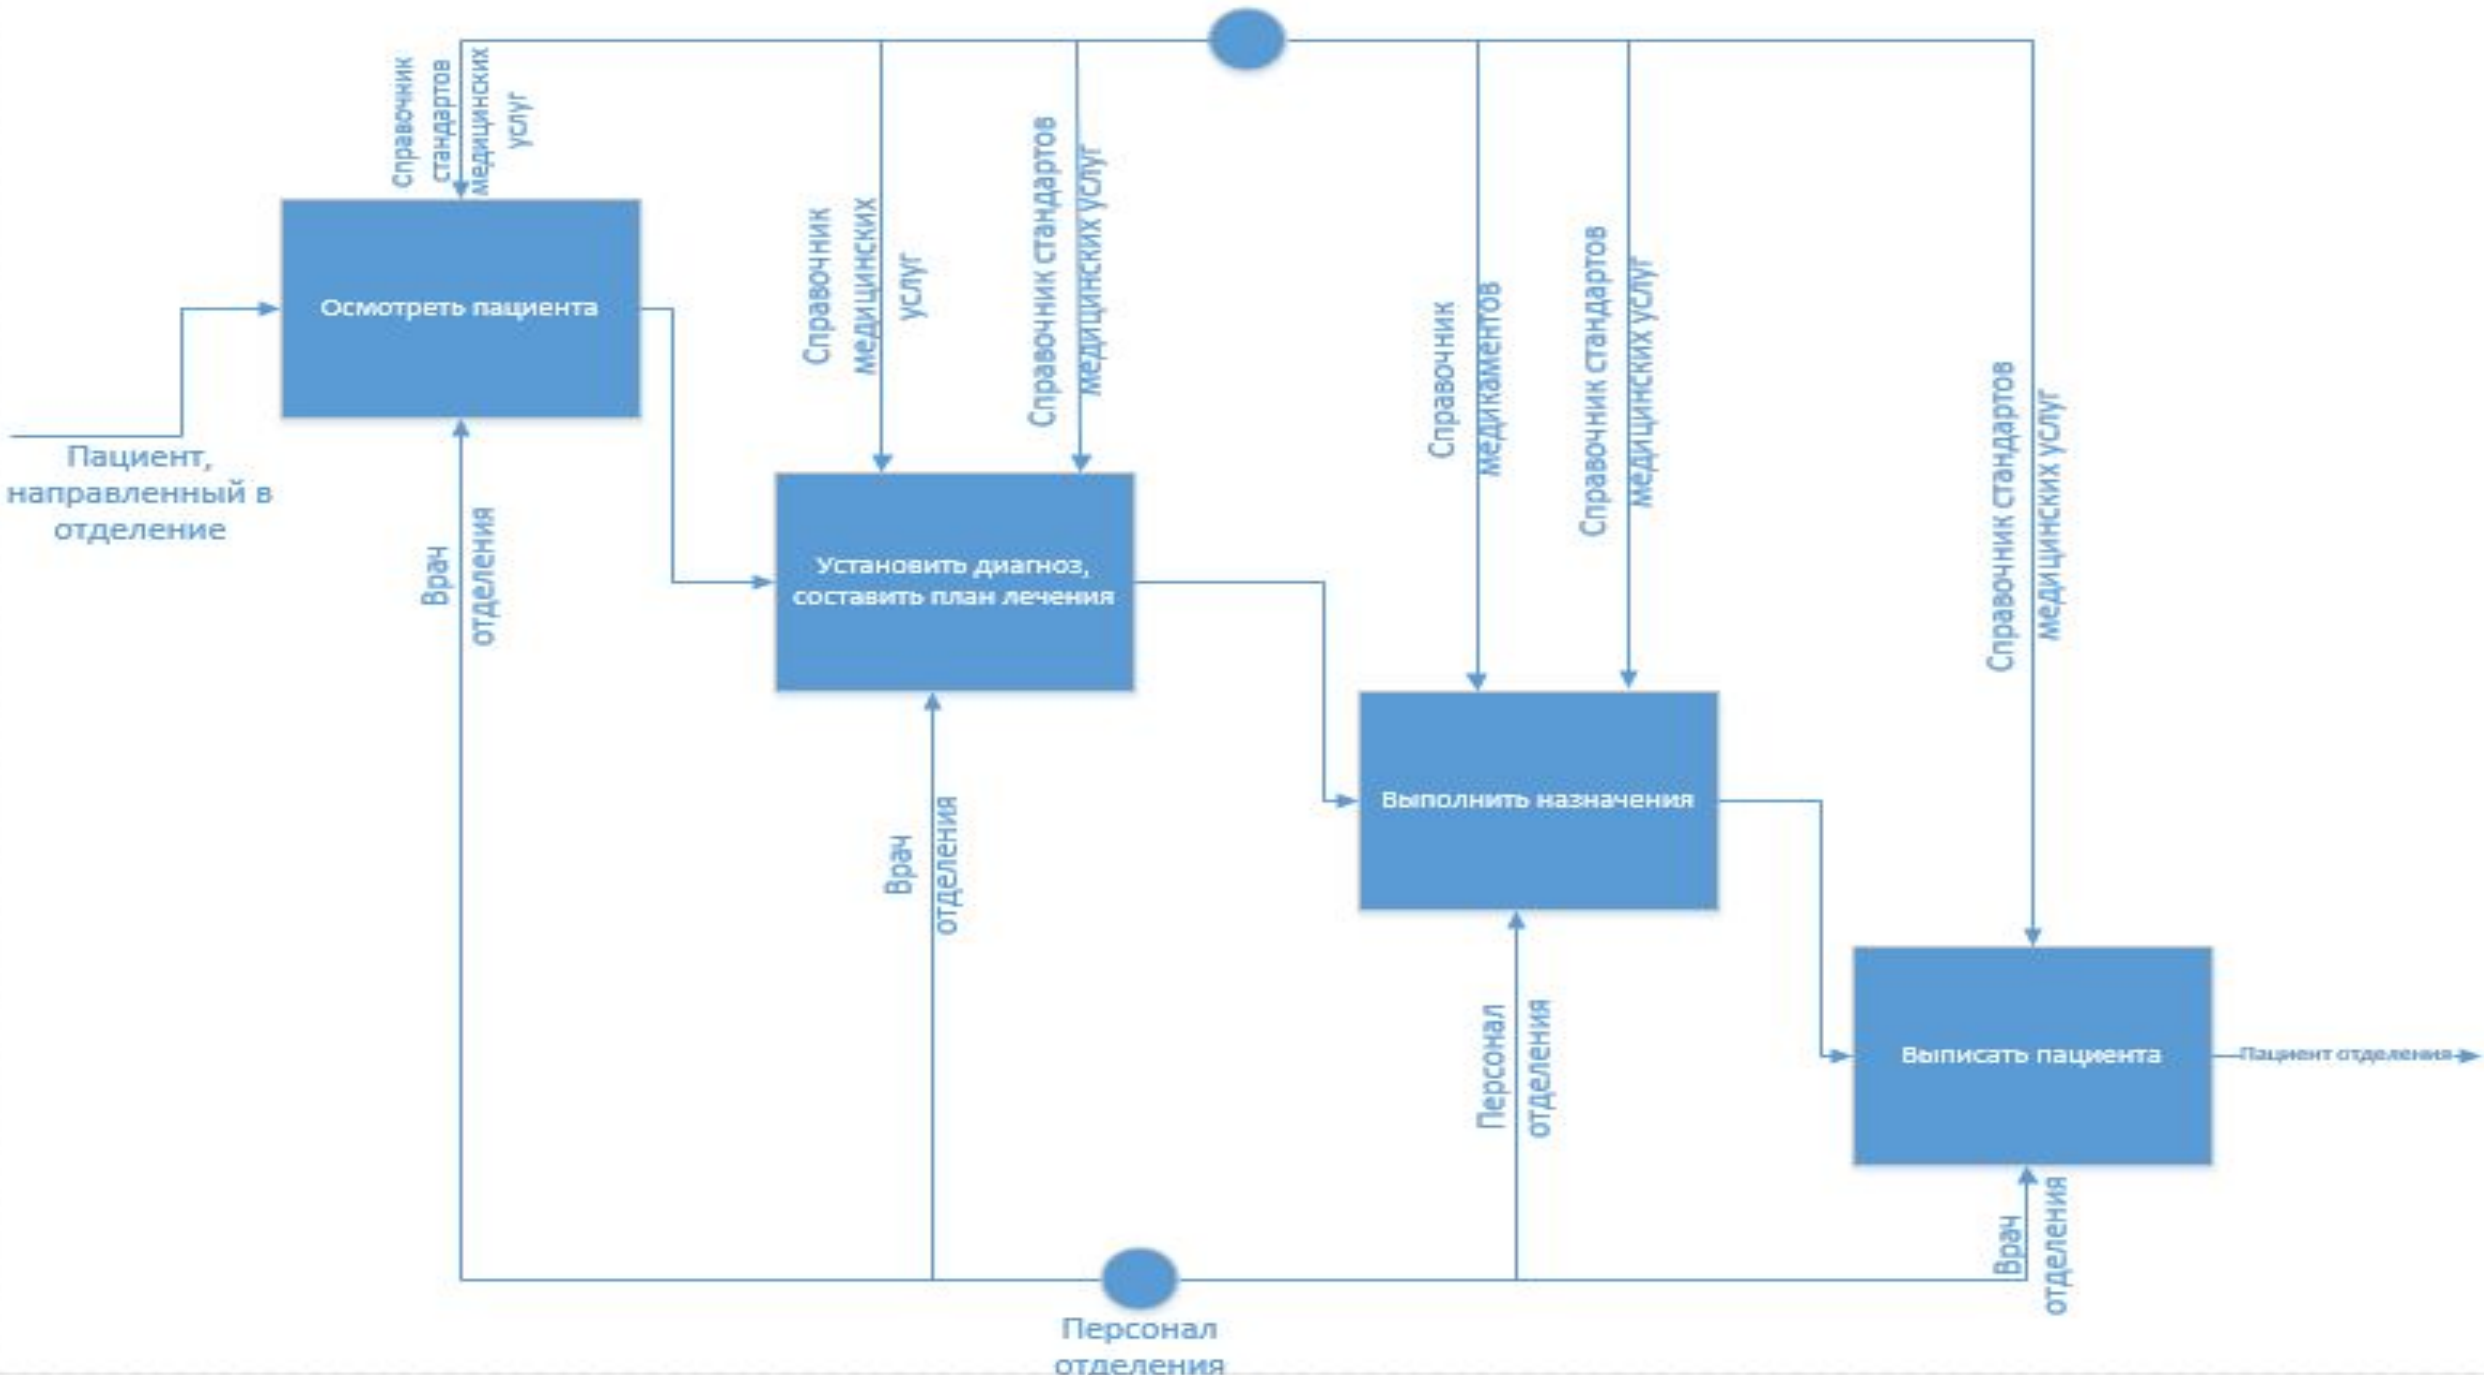 Справочник
стандартов
медицинских
услуг
Осмотреть пациента
Пациент,
направленный в
отделение
Врач
отделения
Справочник
медицинских
услуг
Справочник стандартов
медицинских услуг
Установить диагноз,
составить план лечения
Врач
отделения
Справочник
медикаментов
Справочник стандартов
медицинских услуг
Выполнить назначения
Персонал
отделения
Справочник стандартов
медицинских услуг
Выписать пациента
Пациент отделения
Врач
отделения
Персонал
отделения